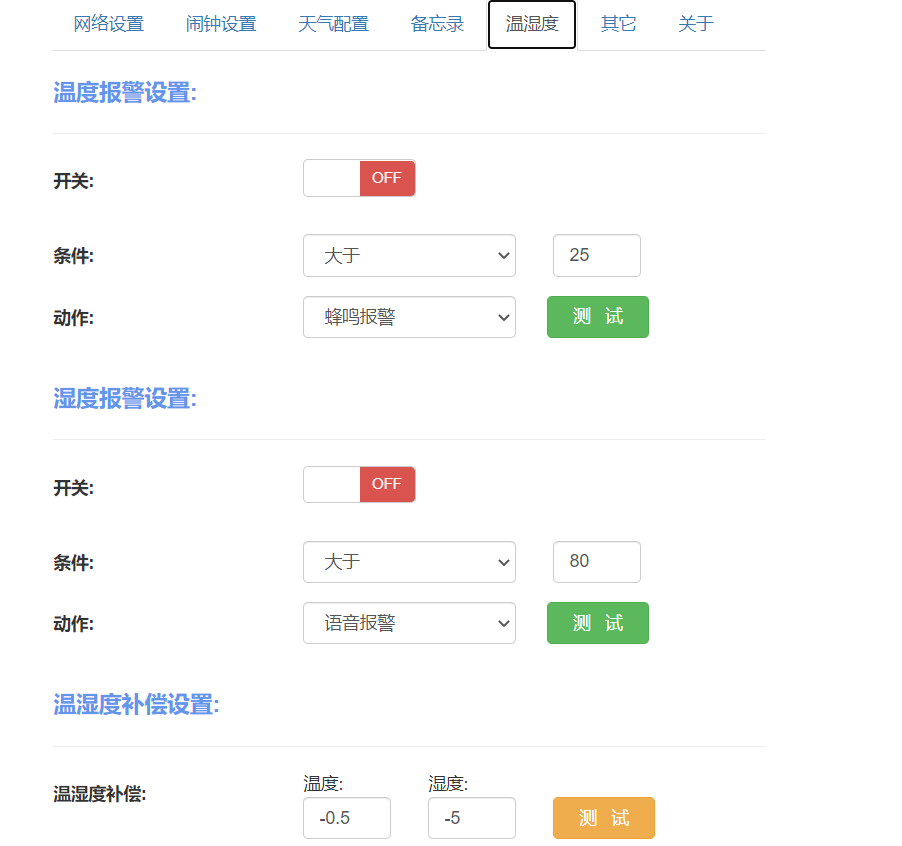 网络设置 闹钟设置 天气配置 备忘录 温湿度 其它 关于
温度报警设置:
开关: OFF
条件: 大于 25
动作: 蜂鸣报警 测 试
湿度报警设置:
开关: OFF
条件: 大于 80
动作: 语音报警 测 试
温湿度补偿设置:
温度: 湿度:
温湿度补偿: -0.5 -5 测 试